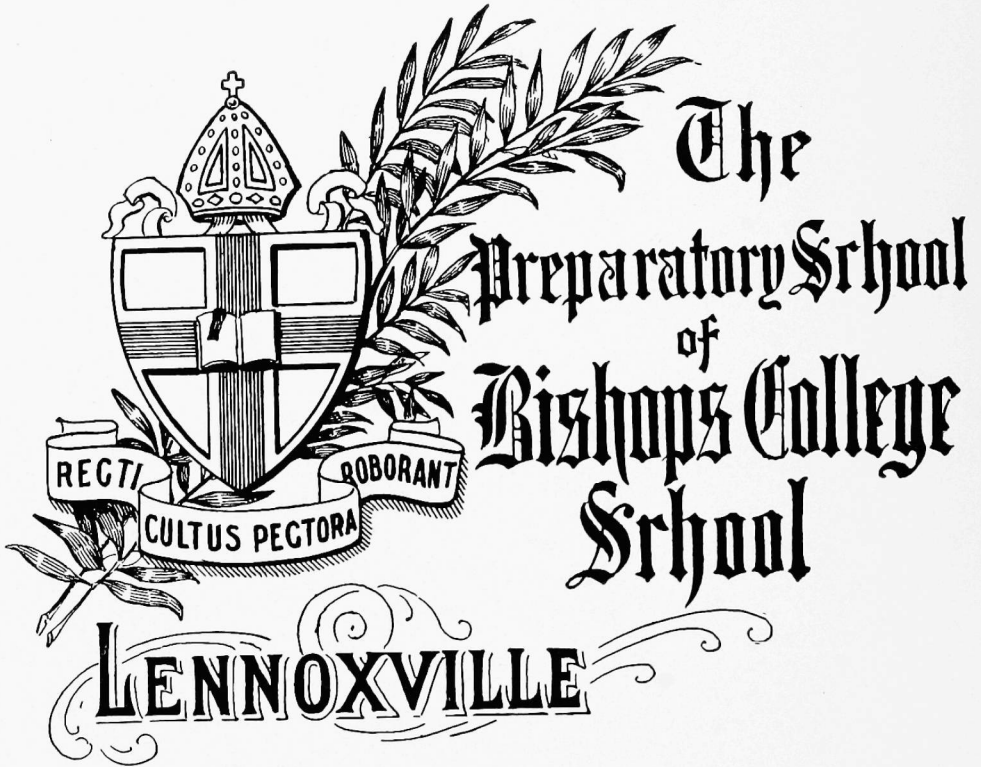 RECTI CULTUS PECTORA ROBORANT
The
Preparatory School
of
Bishops College
School
LENNOXVILLE